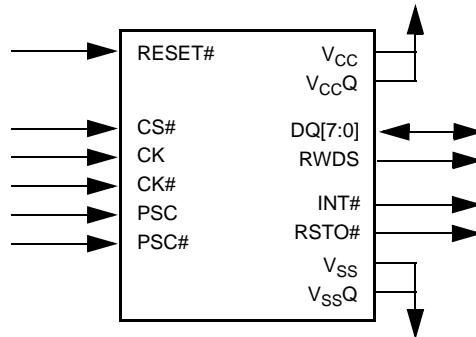 RESET#
CS#
CK
CK#
PSC
PSC#
VCC
VCCQ
DQ[7:0]
RWDS
INT#
RSTO#
VSS
VSSQ